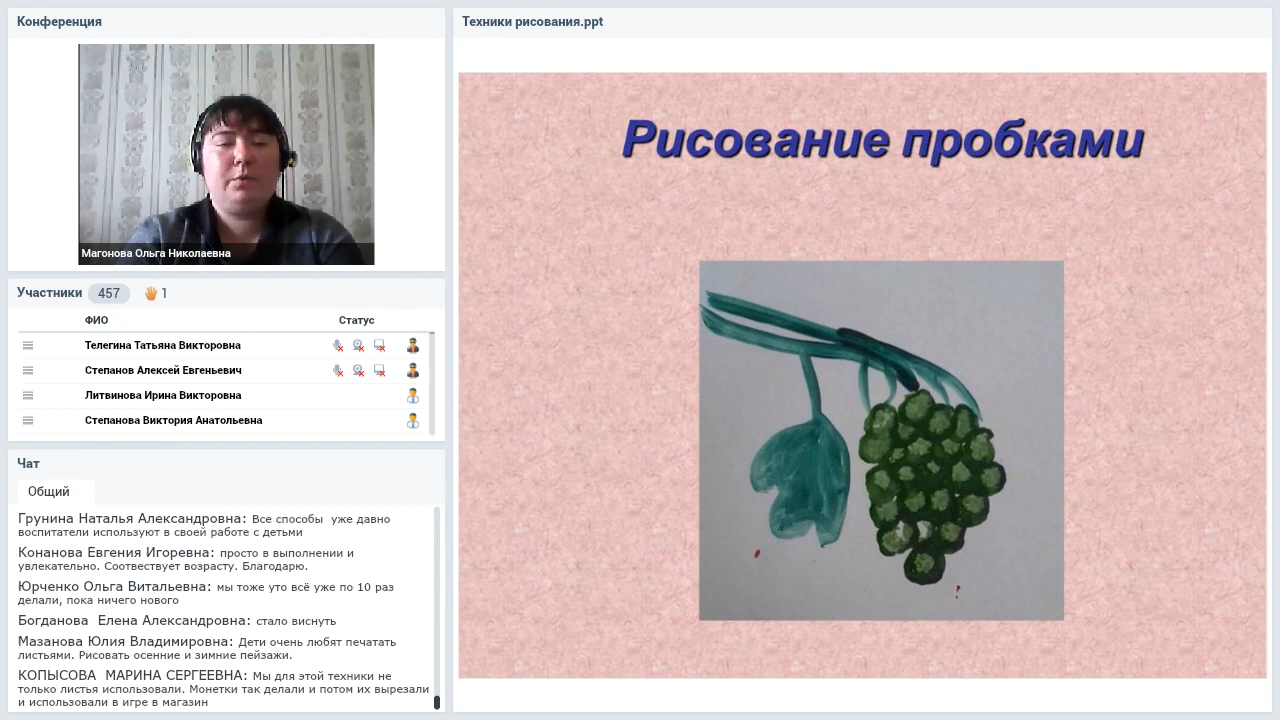 Конференция
Магонова Ольга Николаевна
Участники 457 1
ФИО Статус
Телегина Татьяна Викторовна
Степанов Алексей Евгеньевич
Литвинова Ирина Викторовна
Степанова Виктория Анатольевна
Чат
Общий
Грунина Наталья Александровна: Все способы уже давно
воспитатели используют в своей работе с детьми
Конанова Евгения Игоревна: просто в выполнении и
увлекательно. Соотвествует возрасту. Благодарю.
Юрченко Ольга Витальевна: мы тоже уто всё уже по 10 раз
делали, пока ничего нового
Богданова Елена Александровна: стало виснуть
Мазанова Юлия Владимировна: Дети очень любят печатать
листьями. Рисовать осенние и зимние пейзажи.
КОПЫСОВА МАРИНА СЕРГЕЕВНА: Мы для этой техники не
только листья использовали. Монетки так делали и потом их вырезали
и использовали в игре в магазин
Техники рисования.ppt
Рисование пробками